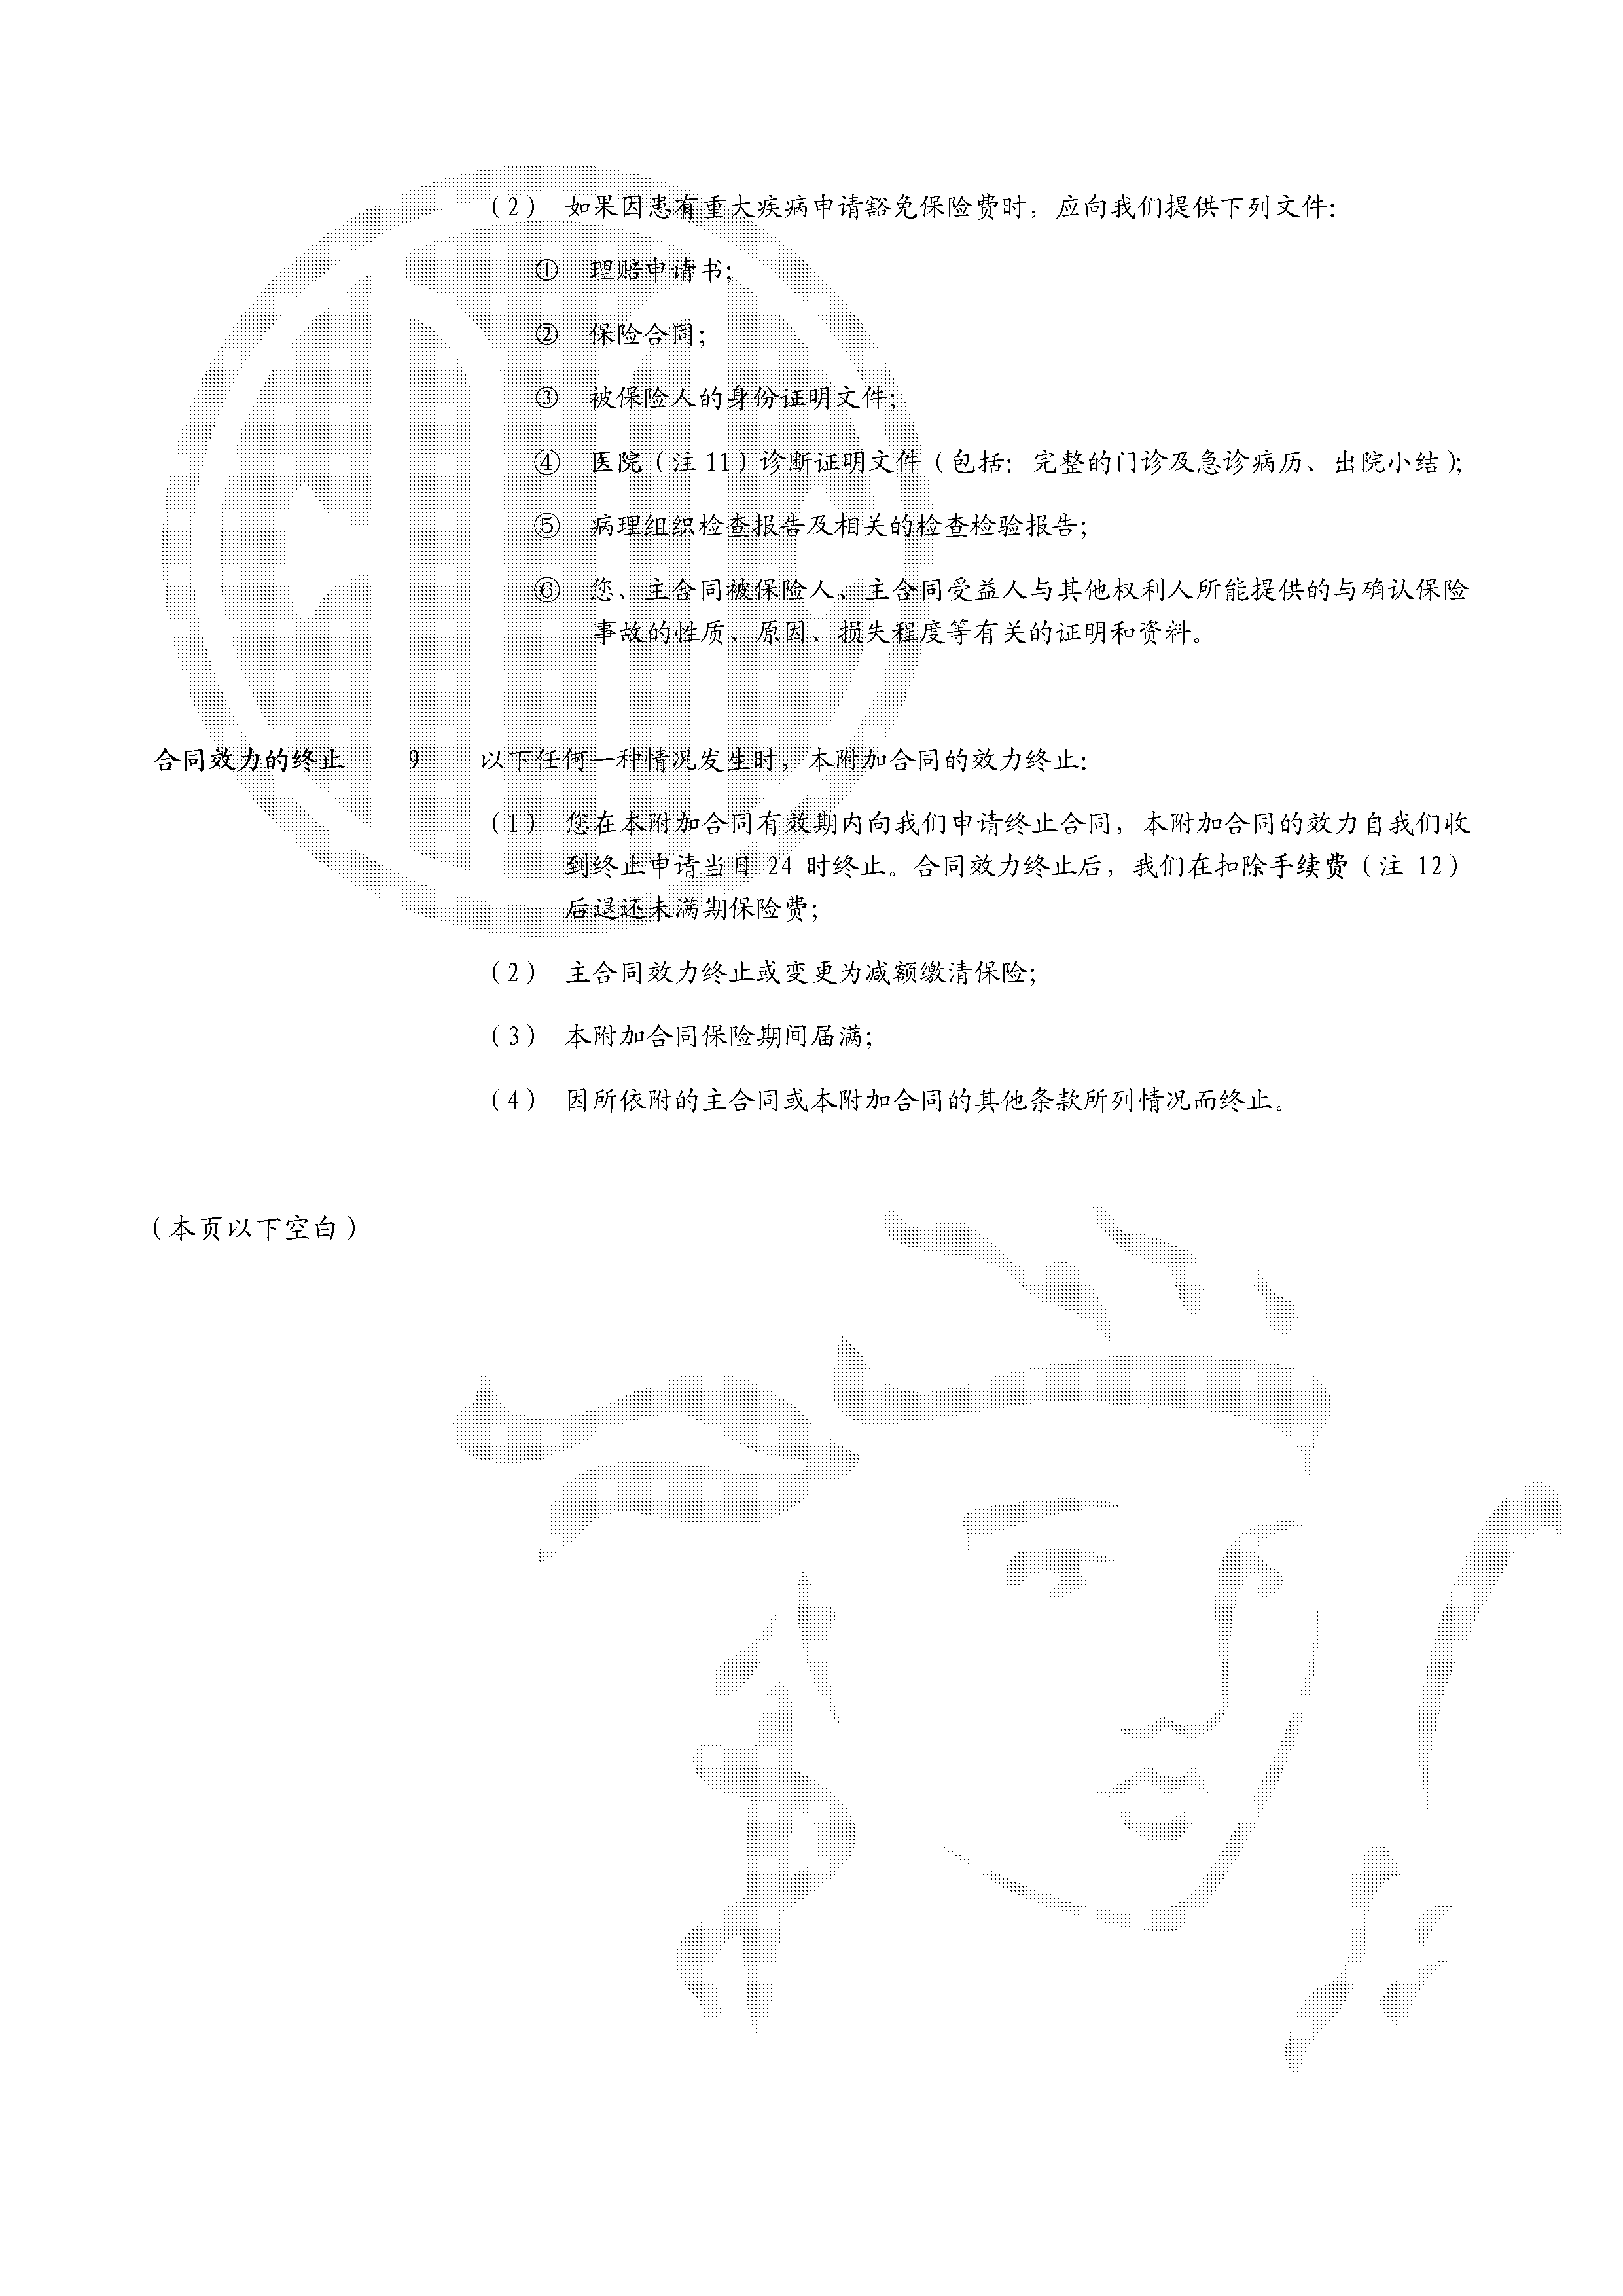 （2） 如果因患有重大疾病申请豁免保险费时，应向我们提供下列文件：
① 理赔申请书；
② 保险合同；
③ 被保险人的身份证明文件；
④ 医院（注 11）诊断证明文件（包括：完整的门诊及急诊病历、出院小结）；
⑤ 病理组织检查报告及相关的检查检验报告；
⑥ 您、主合同被保险人、主合同受益人与其他权利人所能提供的与确认保险
事故的性质、原因、损失程度等有关的证明和资料。
合同效力的终止 9 以下任何一种情况发生时，本附加合同的效力终止：
（1） 您在本附加合同有效期内向我们申请终止合同，本附加合同的效力自我们收
到终止申请当日 24 时终止。合同效力终止后，我们在扣除手续费（注 12）
后退还未满期保险费；
（2） 主合同效力终止或变更为减额缴清保险；
（3） 本附加合同保险期间届满；
（4） 因所依附的主合同或本附加合同的其他条款所列情况而终止。
（本页以下空白）